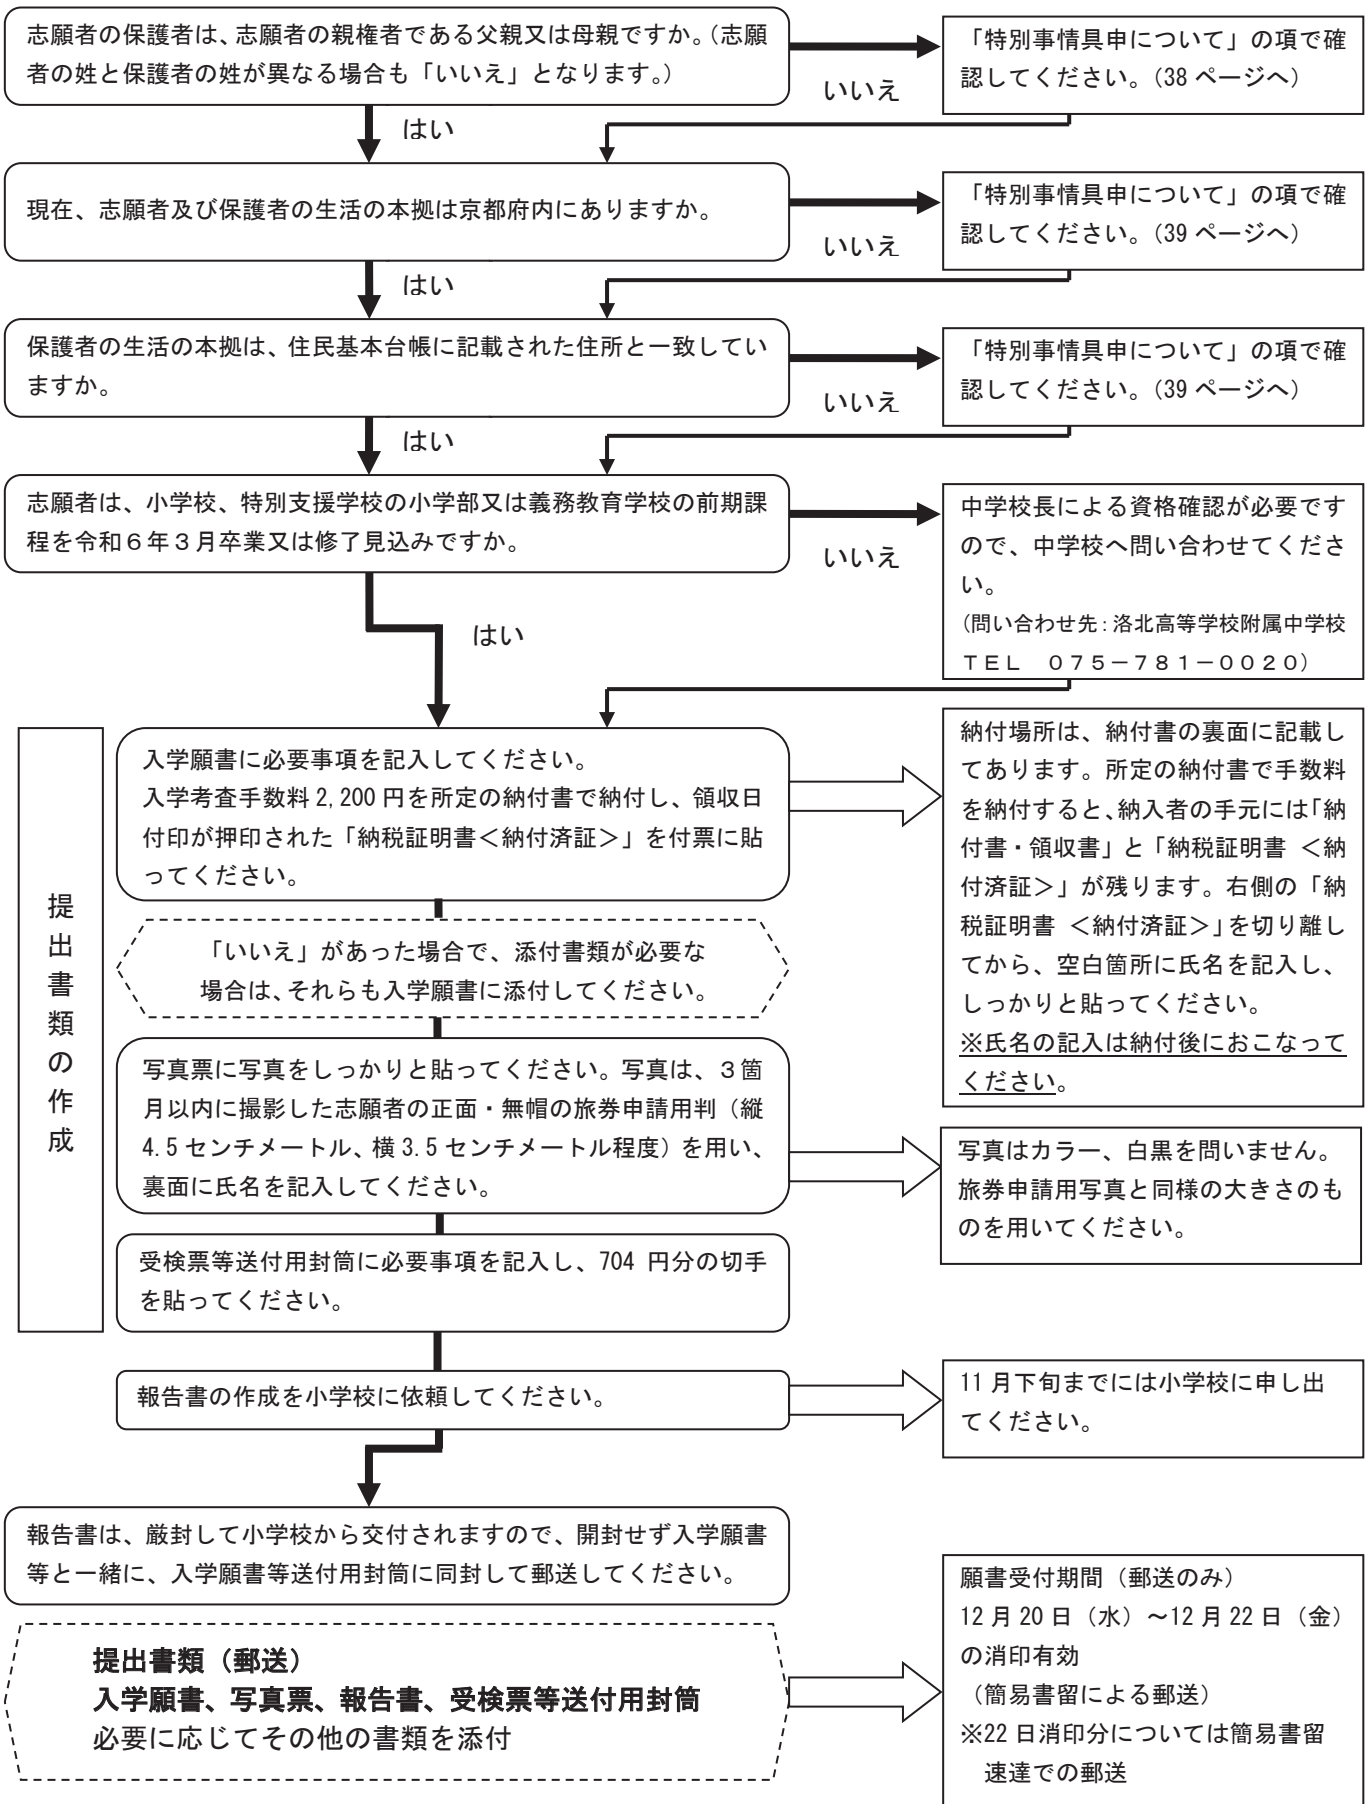 志願者の保護者は、志願者の親権者である父親又は母親ですか。（志願
者の姓と保護者の姓が異なる場合も「いいえ」となります。）
いいえ
「特別事情具申について」の項で確
認してください。（38 ページへ）
はい
現在、志願者及び保護者の生活の本拠は京都府内にありますか。
いいえ
「特別事情具申について」の項で確
認してください。（39 ページへ）
はい
保護者の生活の本拠は、住民基本台帳に記載された住所と一致してい
ますか。
いいえ
「特別事情具申について」の項で確
認してください。（39 ページへ）
はい
志願者は、小学校、特別支援学校の小学部又は義務教育学校の前期課
程を令和６年３月卒業又は修了見込みですか。
いいえ
中学校長による資格確認が必要です
ので、中学校へ問い合わせてくださ
い。
（問い合わせ先：洛北高等学校附属中学校
ＴＥＬ　０７５－７８１－００２０）
はい
提出書類の作成
入学願書に必要事項を記入してください。
入学考査手数料 2,200 円を所定の納付書で納付し、領収日
付印が押印された「納税証明書＜納付済証＞」を付票に貼
ってください。
納付場所は、納付書の裏面に記載し
てあります。所定の納付書で手数料
を納付すると、納入者の手元には「納
付書・領収書」と「納税証明書 ＜納
付済証＞」が残ります。右側の「納
税証明書 ＜納付済証＞」を切り離し
てから、空白箇所に氏名を記入し、
しっかりと貼ってください。
※氏名の記入は納付後におこなって
ください。
「いいえ」があった場合で、添付書類が必要な
場合は、それらも入学願書に添付してください。
写真票に写真をしっかりと貼ってください。写真は、３箇
月以内に撮影した志願者の正面・無帽の旅券申請用判（縦
4.5 センチメートル、横 3.5 センチメートル程度）を用い、
裏面に氏名を記入してください。
写真はカラー、白黒を問いません。
旅券申請用写真と同様の大きさのも
のを用いてください。
受検票等送付用封筒に必要事項を記入し、704 円分の切手
を貼ってください。
報告書の作成を小学校に依頼してください。
11 月下旬までには小学校に申し出
てください。
報告書は、厳封して小学校から交付されますので、開封せず入学願書
等と一緒に、入学願書等送付用封筒に同封して郵送してください。
提出書類（郵送）
入学願書、写真票、報告書、受検票等送付用封筒
必要に応じてその他の書類を添付
願書受付期間（郵送のみ）
12 月 20 日（水）～12 月 22 日（金）
の消印有効
（簡易書留による郵送）
※22 日消印分については簡易書留
速達での郵送